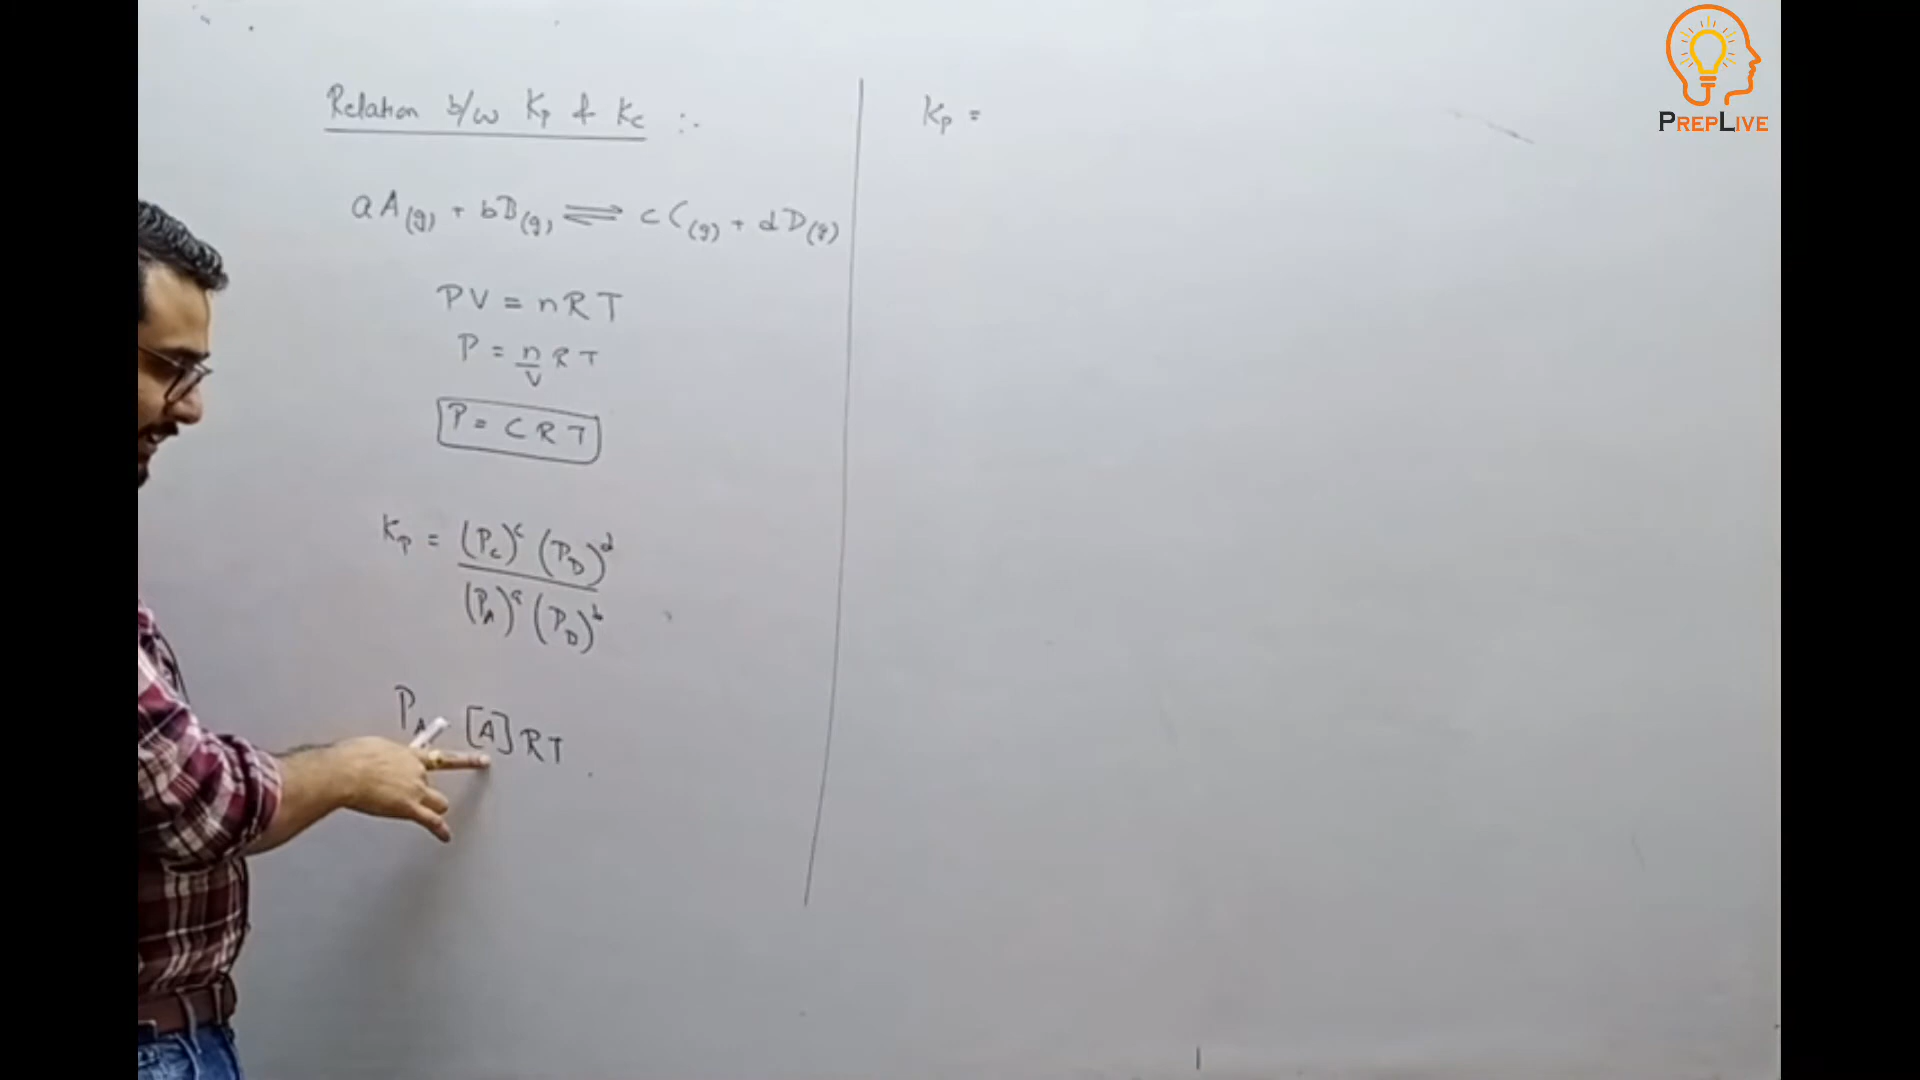 Relation b/w Kp & Kc :-
aA(g) + bB(g) ⇌ cC(g) + dD(g)
PV = nRT
P = n/V RT
P = CRT
Kp = (Pc)^c (PD)^d
(PA)^a (PD)^b
PA = [A] RT
Kp =
PREPLIVE